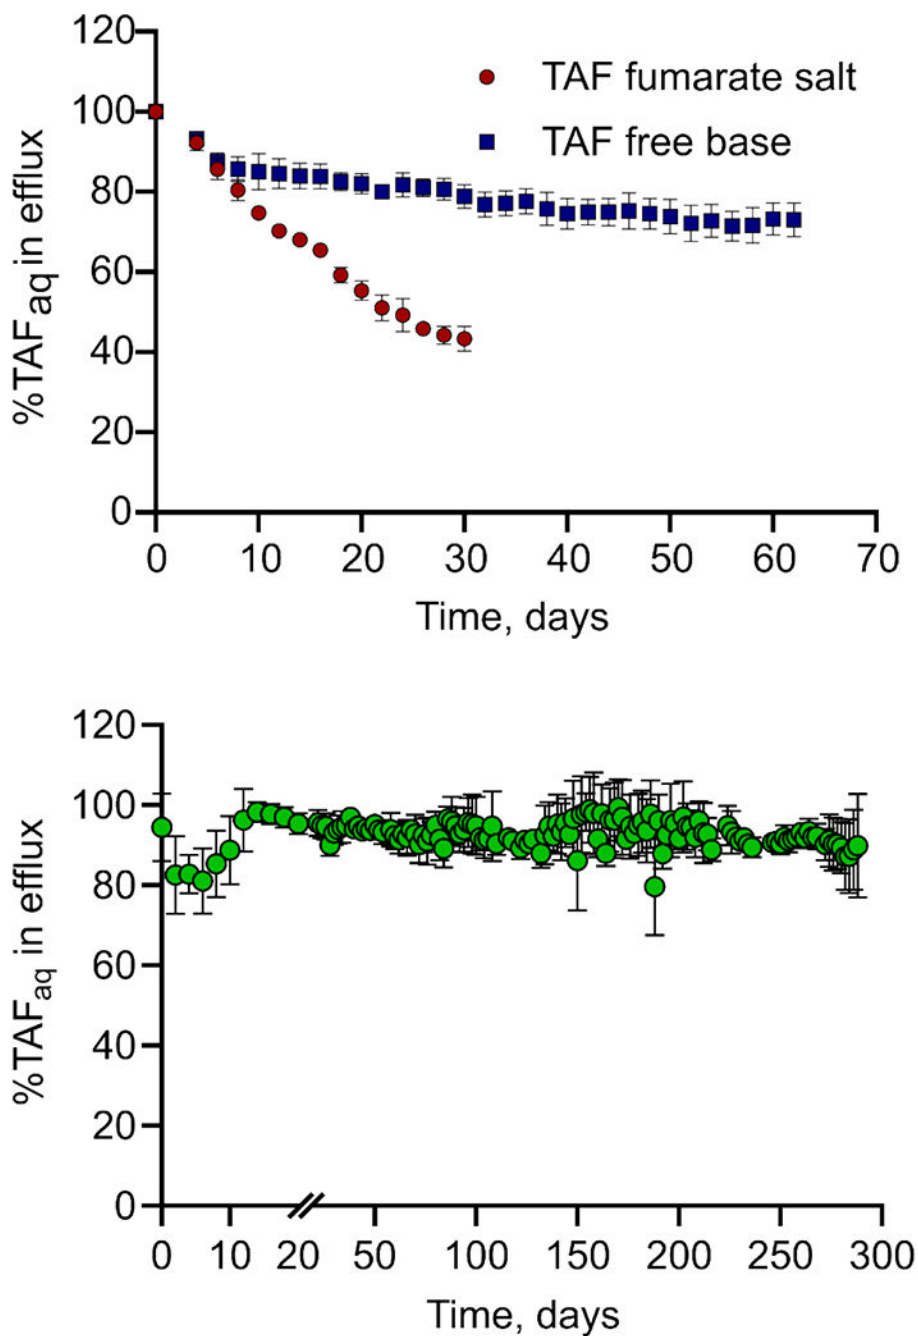 120
TAF fumarate salt
100
TAF free base
80
60
40
20
0
%TAFaq in efflux
0 10 20 30 40 50 60 70
Time, days
120
100
80
60
40
20
0
%TAFaq in efflux
0 10 20 50 100 150 200 250 300
Time, days